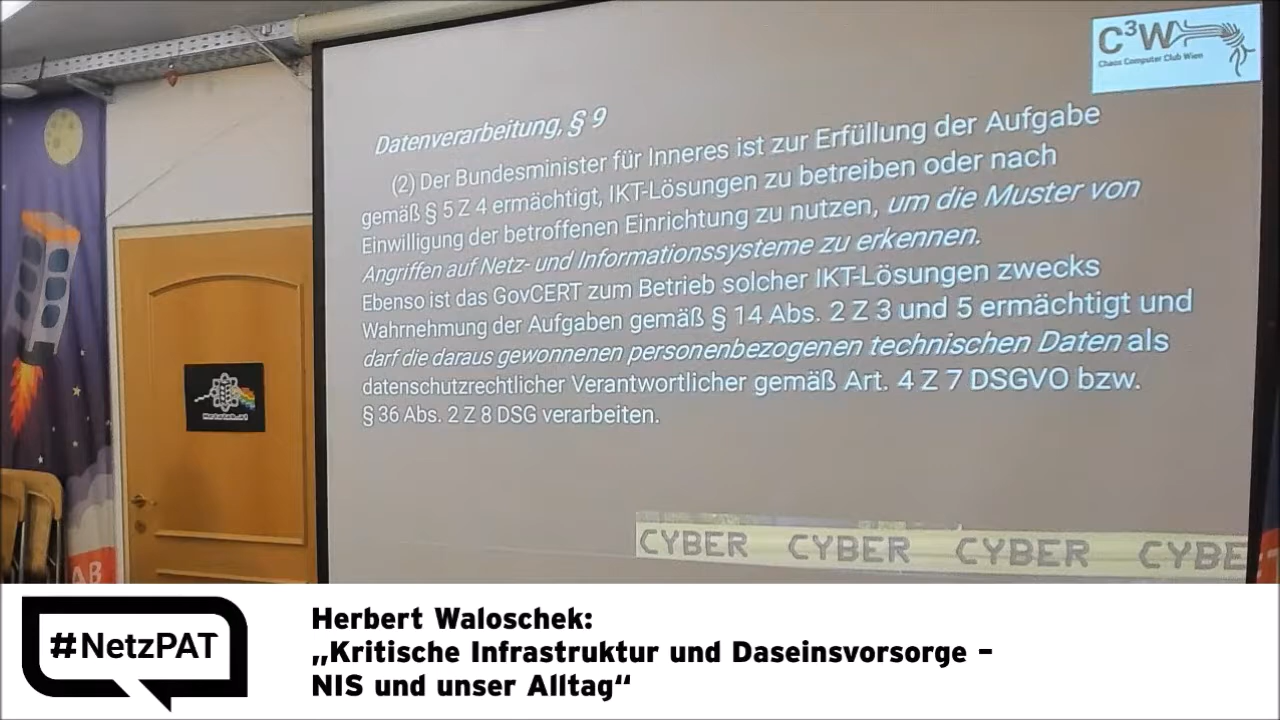 C³W
Chaos Computer Club Wien
Datenverarbeitung, § 9
(2) Der Bundesminister für Inneres ist zur Erfüllung der Aufgabe
gemäß § 5 Z 4 ermächtigt, IKT-Lösungen zu betreiben oder nach
Einwilligung der betroffenen Einrichtung zu nutzen, um die Muster von
Angriffen auf Netz- und Informationssysteme zu erkennen.
Ebenso ist das GovCERT zum Betrieb solcher IKT-Lösungen zwecks
Wahrnehmung der Aufgaben gemäß § 14 Abs. 2 Z 3 und 5 ermächtigt und
darf die daraus gewonnenen personenbezogenen technischen Daten als
datenschutzrechtlicher Verantwortlicher gemäß Art. 4 Z 7 DSGVO bzw.
§ 36 Abs. 2 Z 8 DSG verarbeiten.
CYBER CYBER CYBER CYBE
Metalab.at
AB
#NetzPAT
Herbert Waloschek:
„Kritische Infrastruktur und Daseinsvorsorge –
NIS und unser Alltag“